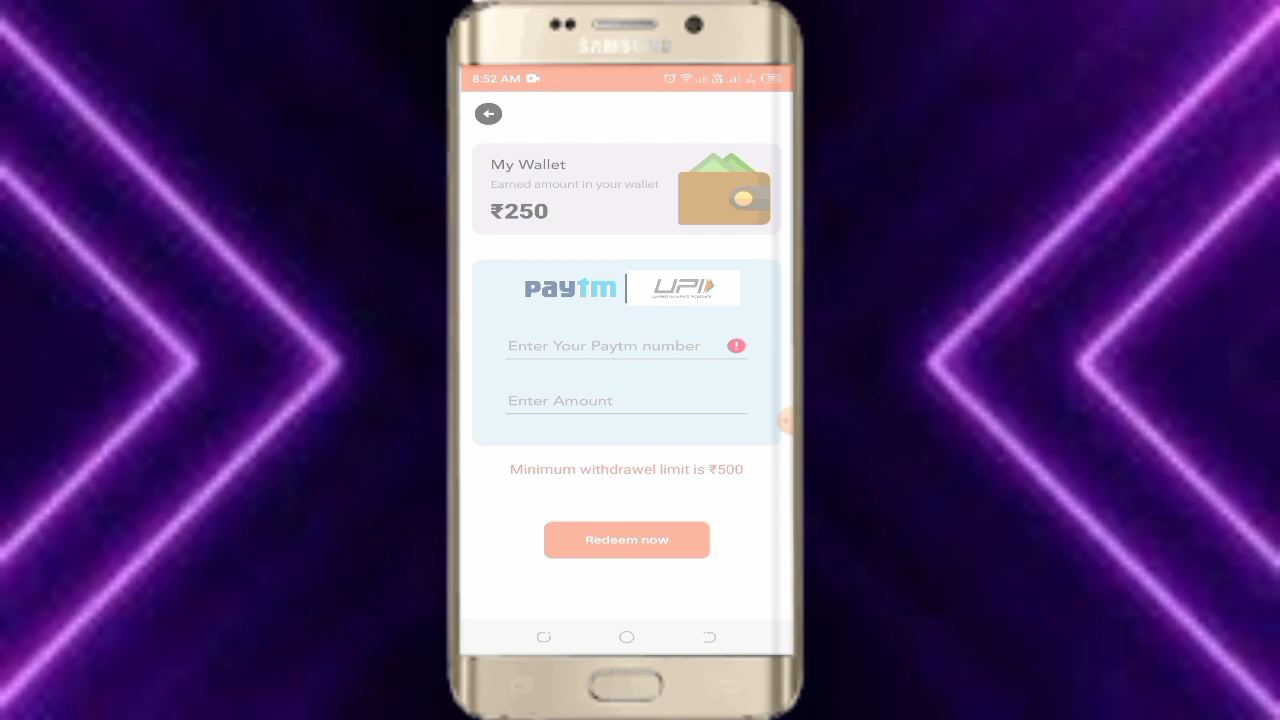 SAMSUNG
8:52 AM
My Wallet
Earned amount in your wallet
₹250
paytm
UPI
Enter Your Paytm number
Enter Amount
Minimum withdrawel limit is ₹500
Redeem now